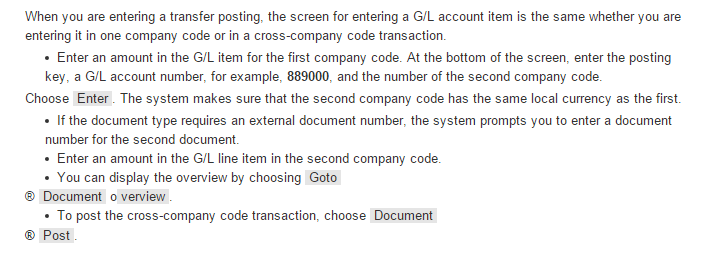 When you are entering a transfer posting, the screen for entering a G/L account item is the same whether you are
entering it in one company code or in a cross-company code transaction.
• Enter an amount in the G/L item for the first company code. At the bottom of the screen, enter the posting
key, a G/L account number, for example, 889000, and the number of the second company code.
Choose Enter . The system makes sure that the second company code has the same local currency as the first.
• If the document type requires an external document number, the system prompts you to enter a document
number for the second document.
• Enter an amount in the G/L line item in the second company code.
• You can display the overview by choosing Goto
® Document o verview .
• To post the cross-company code transaction, choose Document
® Post .